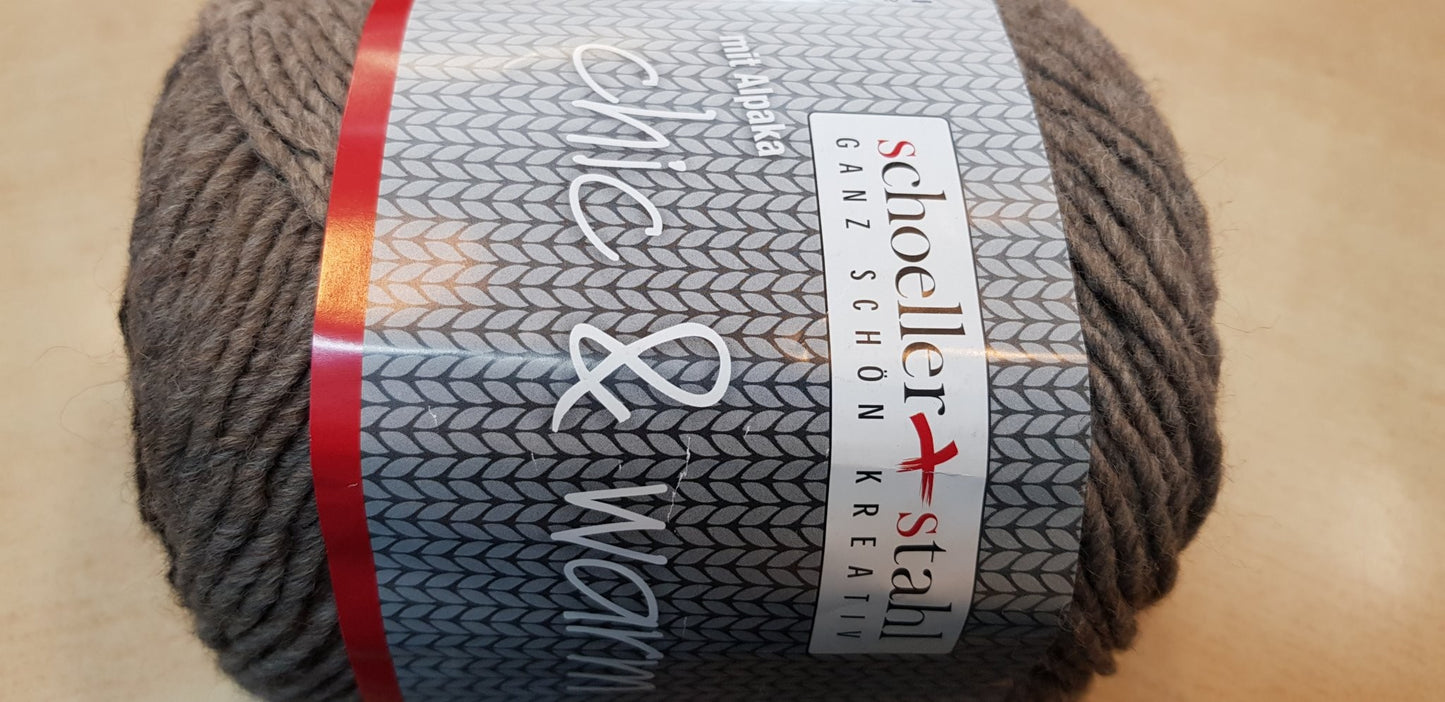 schoeller+stahl
GANZ SCHÖN KREATIV
mit Alpaka
chic & Warm